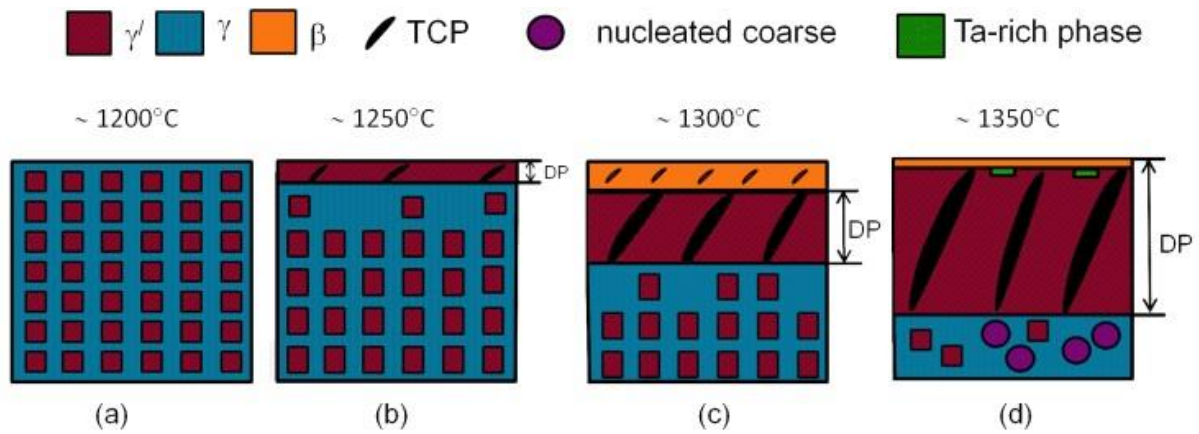 γ′ γ β TCP nucleated coarse Ta-rich phase
~ 1200°C ~ 1250°C ~ 1300°C ~ 1350°C
DP DP DP
(a) (b) (c) (d)